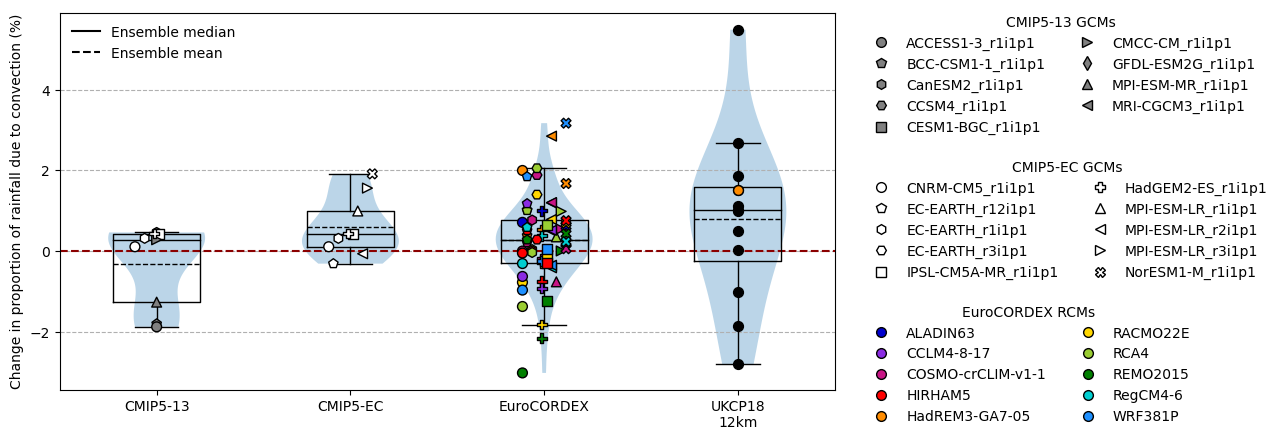 Change in proportion of rainfall due to convection (%)
4
2
0
−2
Ensemble median
Ensemble mean
CMIP5-13
CMIP5-EC
EuroCORDEX
UKCP18
12km
CMIP5-13 GCMs
ACCESS1-3_r1i1p1
BCC-CSM1-1_r1i1p1
CanESM2_r1i1p1
CCSM4_r1i1p1
CESM1-BGC_r1i1p1
CMCC-CM_r1i1p1
GFDL-ESM2G_r1i1p1
MPI-ESM-MR_r1i1p1
MRI-CGCM3_r1i1p1
CMIP5-EC GCMs
CNRM-CM5_r1i1p1
EC-EARTH_r12i1p1
EC-EARTH_r1i1p1
EC-EARTH_r3i1p1
IPSL-CM5A-MR_r1i1p1
HadGEM2-ES_r1i1p1
MPI-ESM-LR_r1i1p1
MPI-ESM-LR_r2i1p1
MPI-ESM-LR_r3i1p1
NorESM1-M_r1i1p1
EuroCORDEX RCMs
ALADIN63
CCLM4-8-17
COSMO-crCLIM-v1-1
HIRHAM5
HadREM3-GA7-05
RACMO22E
RCA4
REMO2015
RegCM4-6
WRF381P